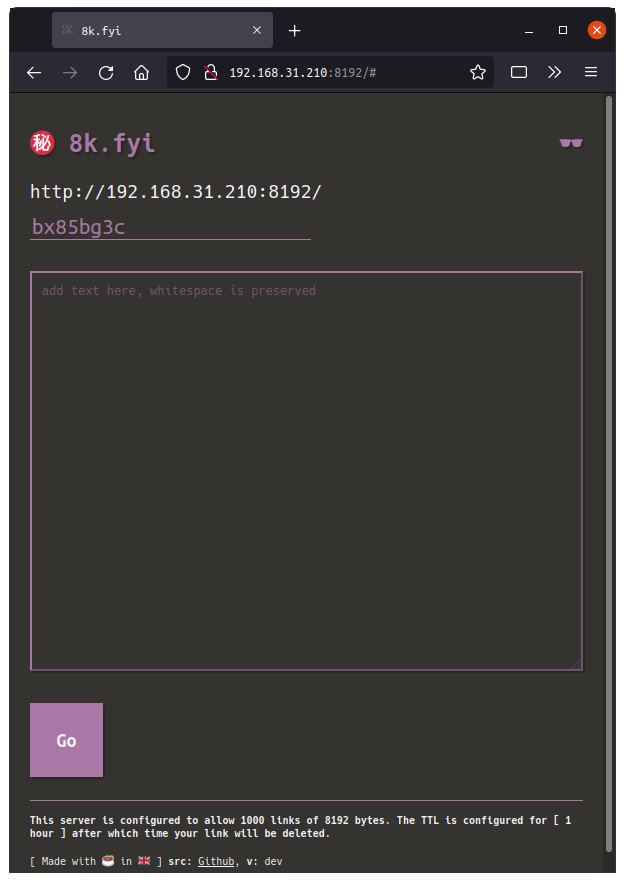 8K 8k.fyi
192.168.31.210:8192/#
㊙ 8k.fyi
http://192.168.31.210:8192/
bx85bg3c
add text here, whitespace is preserved
Go
This server is configured to allow 1000 links of 8192 bytes. The TTL is configured for [ 1
hour ] after which time your link will be deleted.
[ Made with ☕ in 🇬🇧 ] src: Github, v: dev